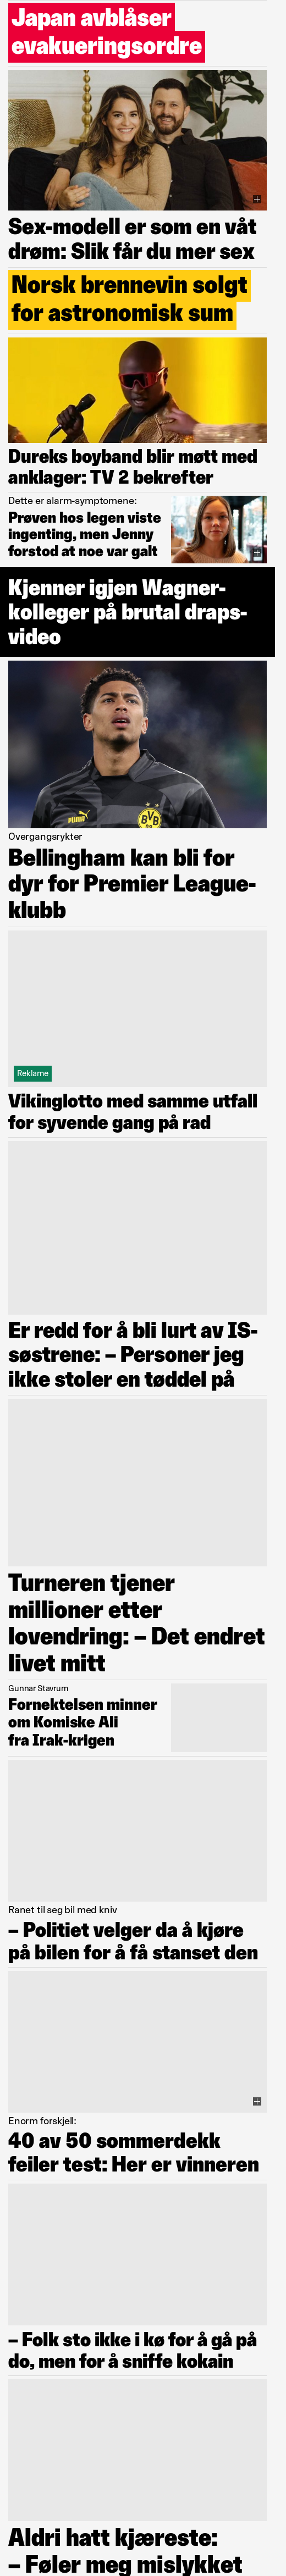 Japan avblåser
evakueringsordre
Sex-modell er som en våt
drøm: Slik får du mer sex
Norsk brennevin solgt
for astronomisk sum
Dureks boyband blir møtt med
anklager: TV 2 bekrefter
Dette er alarm-symptomene:
Prøven hos legen viste
ingenting, men Jenny
forstod at noe var galt
Kjenner igjen Wagner-
kolleger på brutal draps-
video
PUMA
BVB
09
Overgangsrykter
Bellingham kan bli for
dyr for Premier League-
klubb
Reklame
Vikinglotto med samme utfall
for syvende gang på rad
Er redd for å bli lurt av IS-
søstrene: – Personer jeg
ikke stoler en tøddel på
Turneren tjener
millioner etter
lovendring: – Det endret
livet mitt
Gunnar Stavrum
Fornektelsen minner
om Komiske Ali
fra Irak-krigen
Ranet til seg bil med kniv
– Politiet velger da å kjøre
på bilen for å få stanset den
Enorm forskjell:
40 av 50 sommerdekk
feiler test: Her er vinneren
– Folk sto ikke i kø for å gå på
do, men for å sniffe kokain
Aldri hatt kjæreste:
– Føler meg mislykket